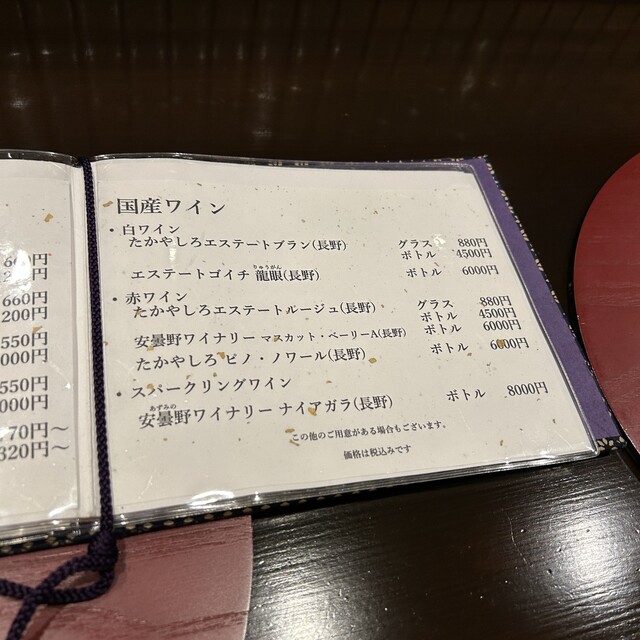 国産ワイン
・白ワイン
たかやしろエステートブラン(長野) グラス 880円
ボトル 4500円
りゅうがん
エステートゴイチ 龍眼(長野) ボトル 6000円
・赤ワイン
たかやしろエステートルージュ(長野) グラス 880円
ボトル 4500円
安曇野ワイナリー マスカット・ベーリーA(長野) ボトル 6000円
たかやしろ ピノ・ノワール(長野) ボトル 6000円
・スパークリングワイン
あずみの
安曇野ワイナリー ナイアガラ(長野) ボトル 8000円
この他のご用意がある場合もございます。
価格は税込みです
660円
200円
550円
000円
550円
000円
70円～
320円～